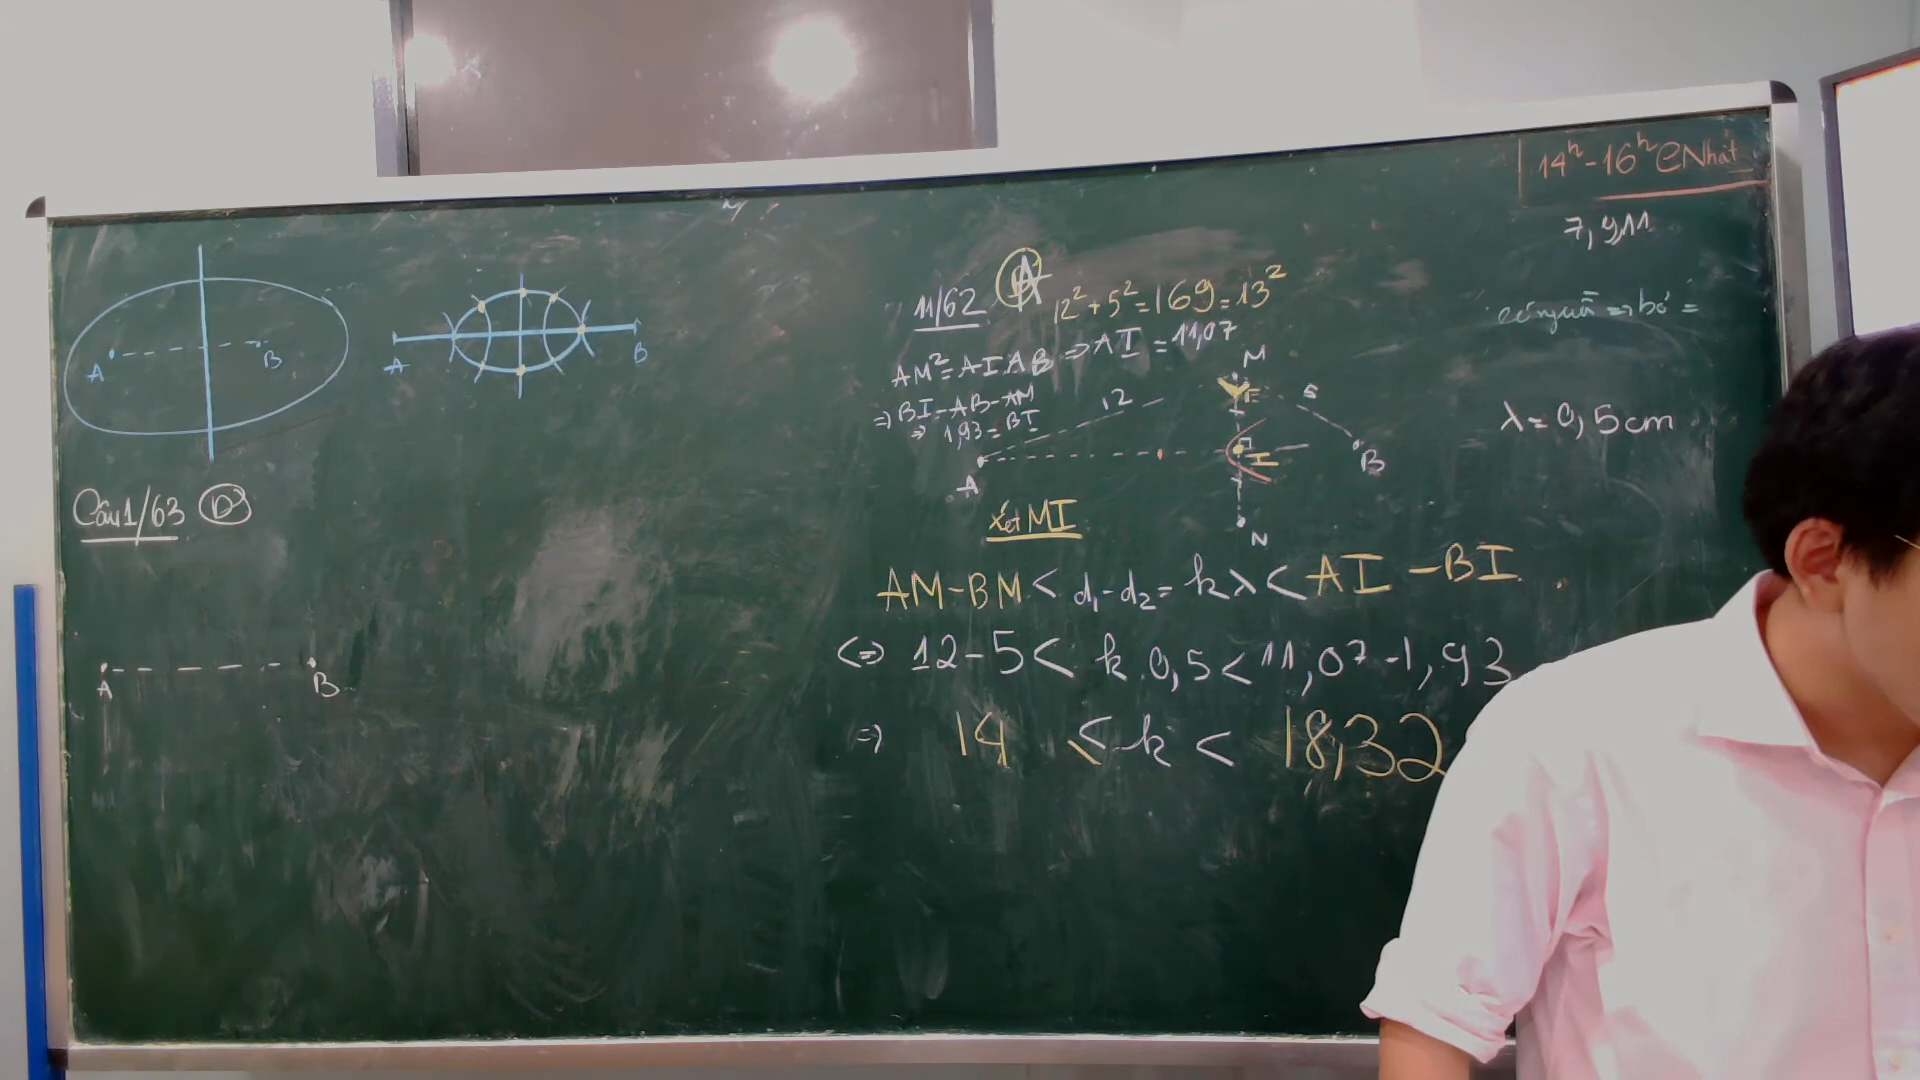 14h-16h eNhất
7,911
A B
A B
Câu1/63 D
A B
11/62 A
12²+5²=169=13²
AM²=AI.AB => AI=11,07
=> BI=AB-AM
=> 1,93=BI
M
12 5
A I B
N
λ=0,5cm
Xét MI
AM-BM < d₁-d₂=kλ < AI-BI
<=> 12-5 < k.0,5 < 11,07-1,93
=> 14 < k < 18,32